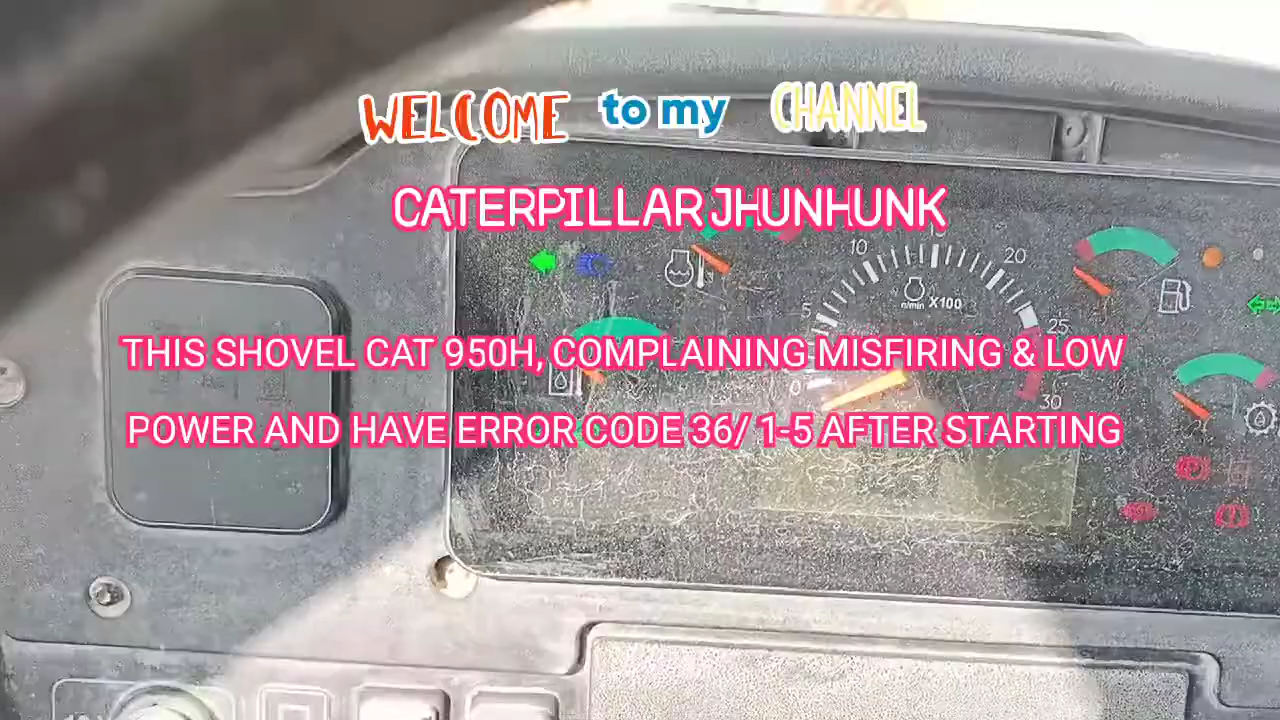 WELCOME to my CHANNEL
CATERPILLAR JHUNHUNK
10
20
5
n/min X100
THIS SHOVEL CAT 950H, COMPLAINING MISFIRING & LOW
25
0
30
POWER AND HAVE ERROR CODE 36/ 1-5 AFTER STARTING